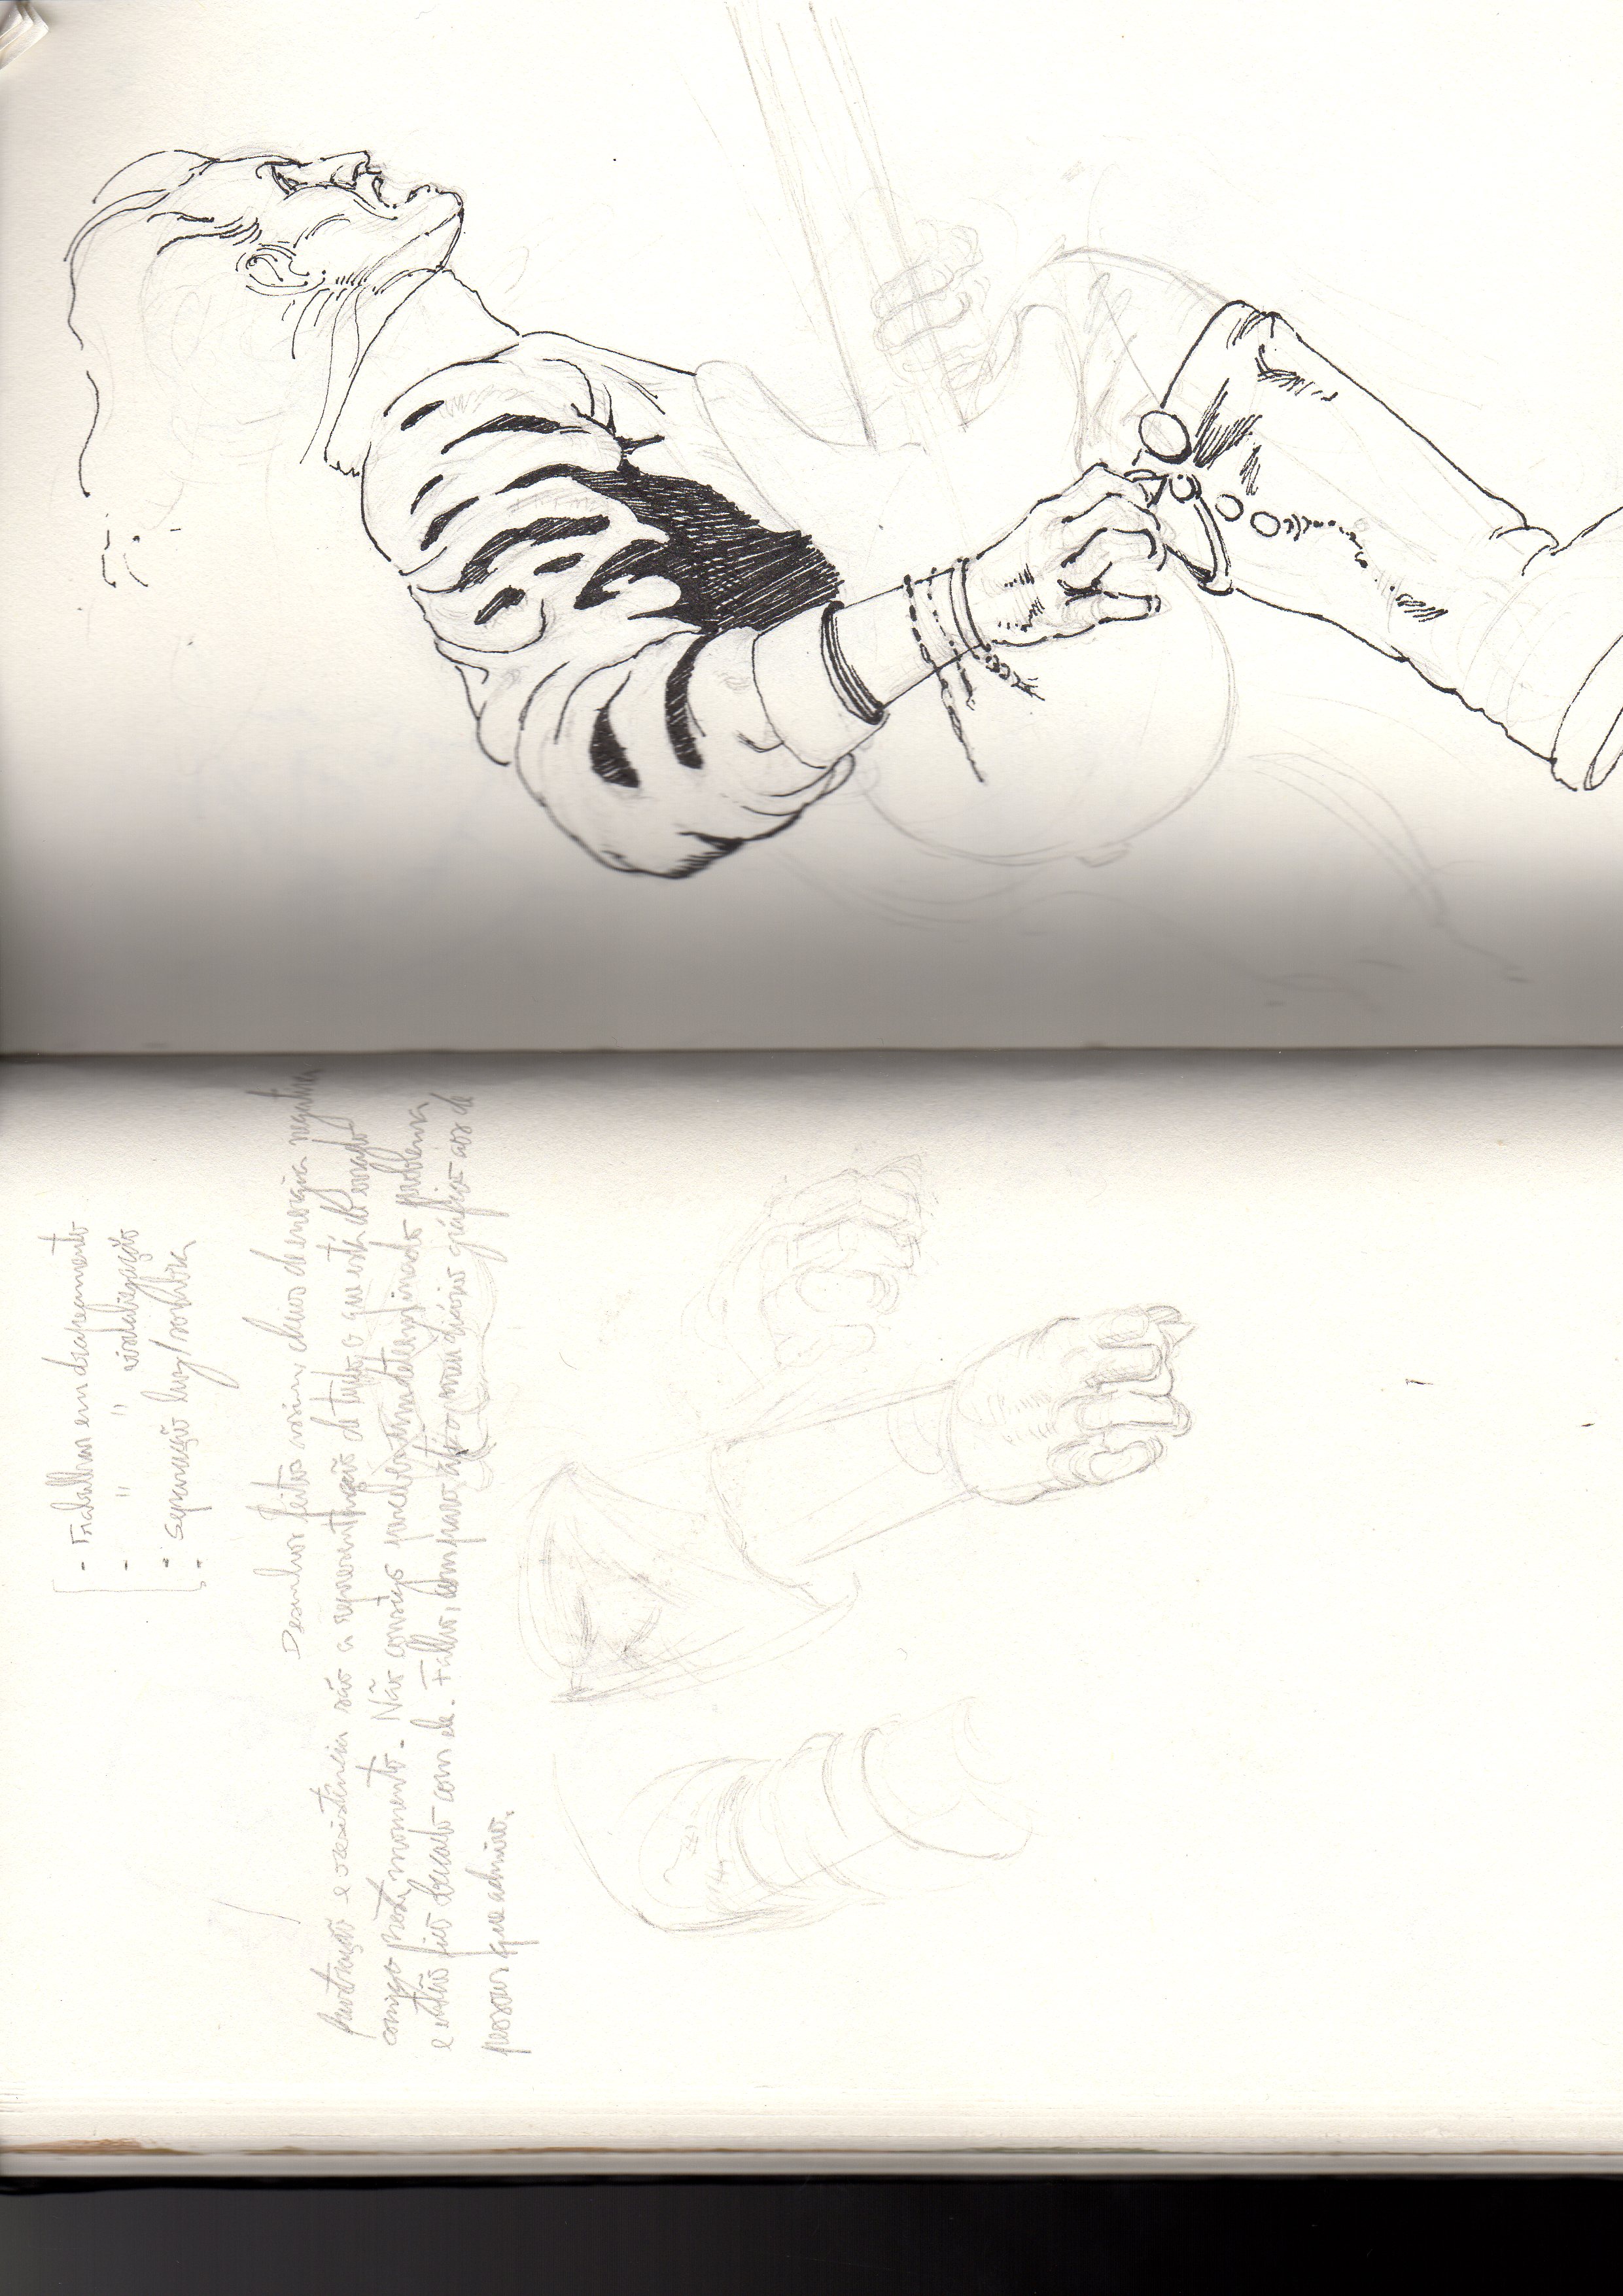 - Trabalhar em drapeamento
- " " visualização
- Separação luz/sombra
-
Desenhos feitos assim, cheios de energia negativa
frustração e resistência são a representação de tudo o que está de errado
comigo neste momento. Não consigo perceber um determinado problema
e então fico obcecado com ele. Falho, comparo até o meu diário gráfico aos de
pessoas que admiro.